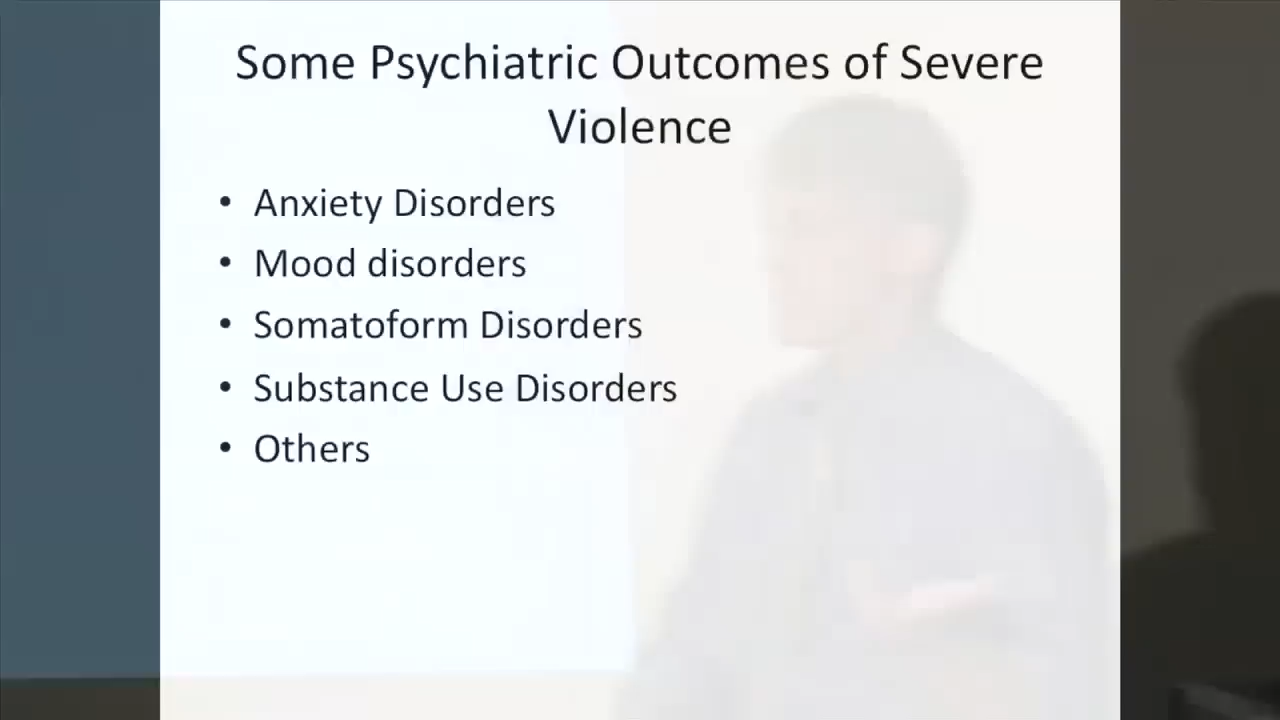 Some Psychiatric Outcomes of Severe
Violence
• Anxiety Disorders
• Mood disorders
• Somatoform Disorders
• Substance Use Disorders
• Others